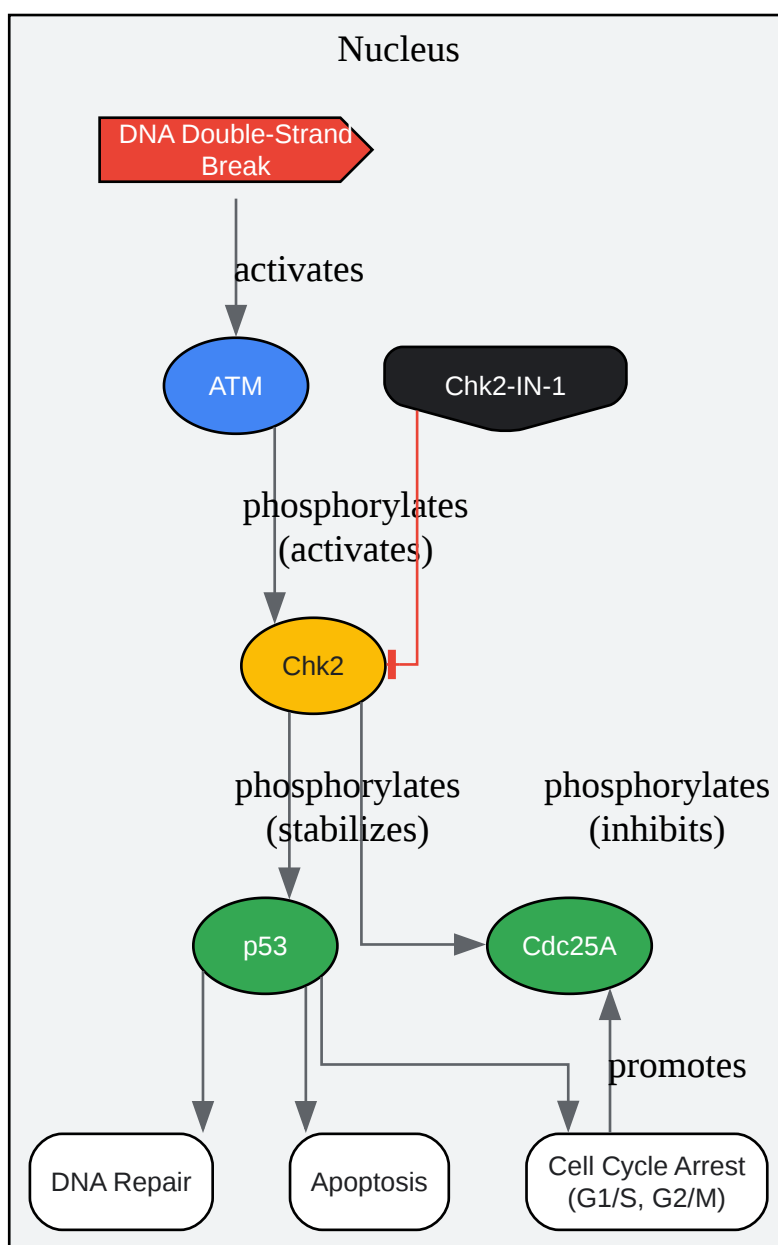 Nucleus
DNA Double-Strand
Break
activates
ATM
Chk2-IN-1
phosphorylates
(activates)
Chk2
phosphorylates
(stabilizes)
phosphorylates
(inhibits)
p53
Cdc25A
promotes
DNA Repair
Apoptosis
Cell Cycle Arrest
(G1/S, G2/M)